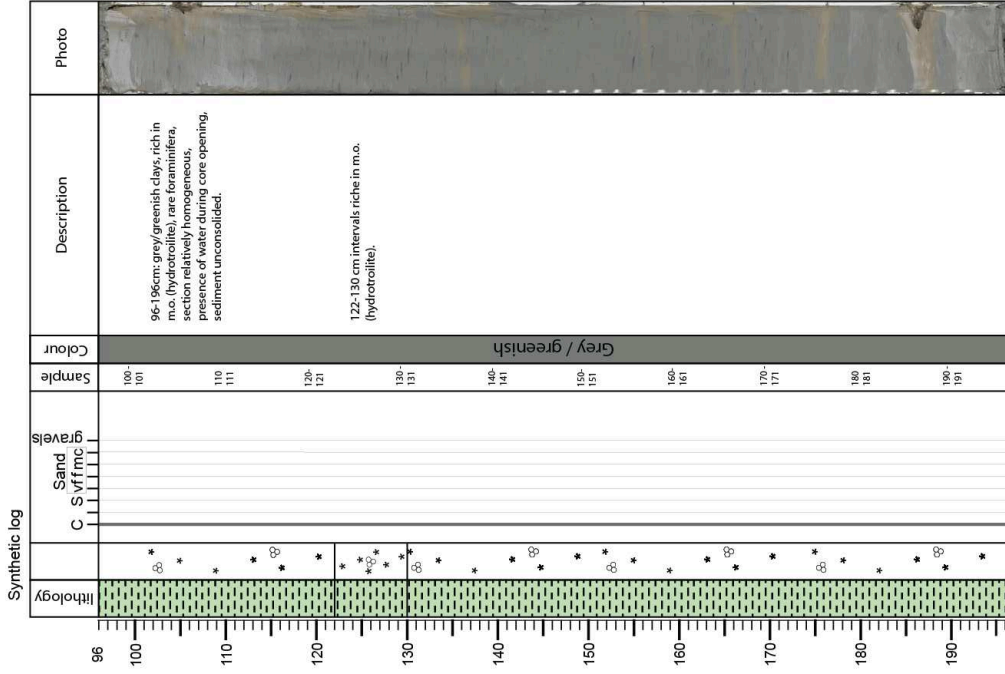 Synthetic log
lithology
C
S
vf f m c
Sand
gravels
Sample
Colour
Description
Photo
96
100
110
120
130
140
150
160
170
180
190
100-
101
110
111
120-
121
130-
131
140-
141
150-
151
160-
161
170-
171
180
181
190-
191
Grey / greenish
96-196cm: grey/greenish clays, rich in
m.o. (hydrotroilite), rare foraminifera,
section relatively homogeneous,
presence of water during core opening,
sediment unconsolided.
122-130 cm intervals riche in m.o.
(hydrotroilite).